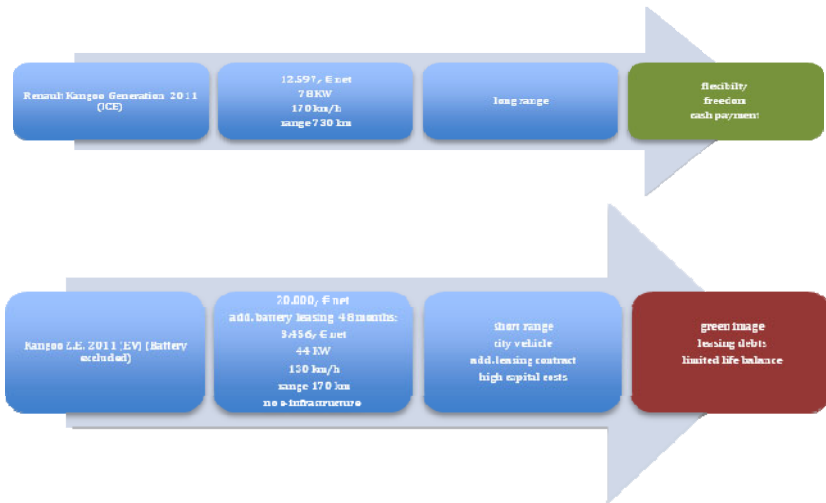 Renault Kangoo Generation 2011
(ICE)
12.597,- € net
78 KW
170 km/h
range 730 km
long range
flexibilty
freedom
cash payment
Kangoo Z.E. 2011 (EV) (Battery
excluded)
20.000,- € net
add. battery leasing 48 months:
3.456,- € net
44 KW
130 km/h
range 170 km
no e-infrastructure
short range
city vehicle
add. leasing contract
high capital costs
green image
leasing debts
limited life balance